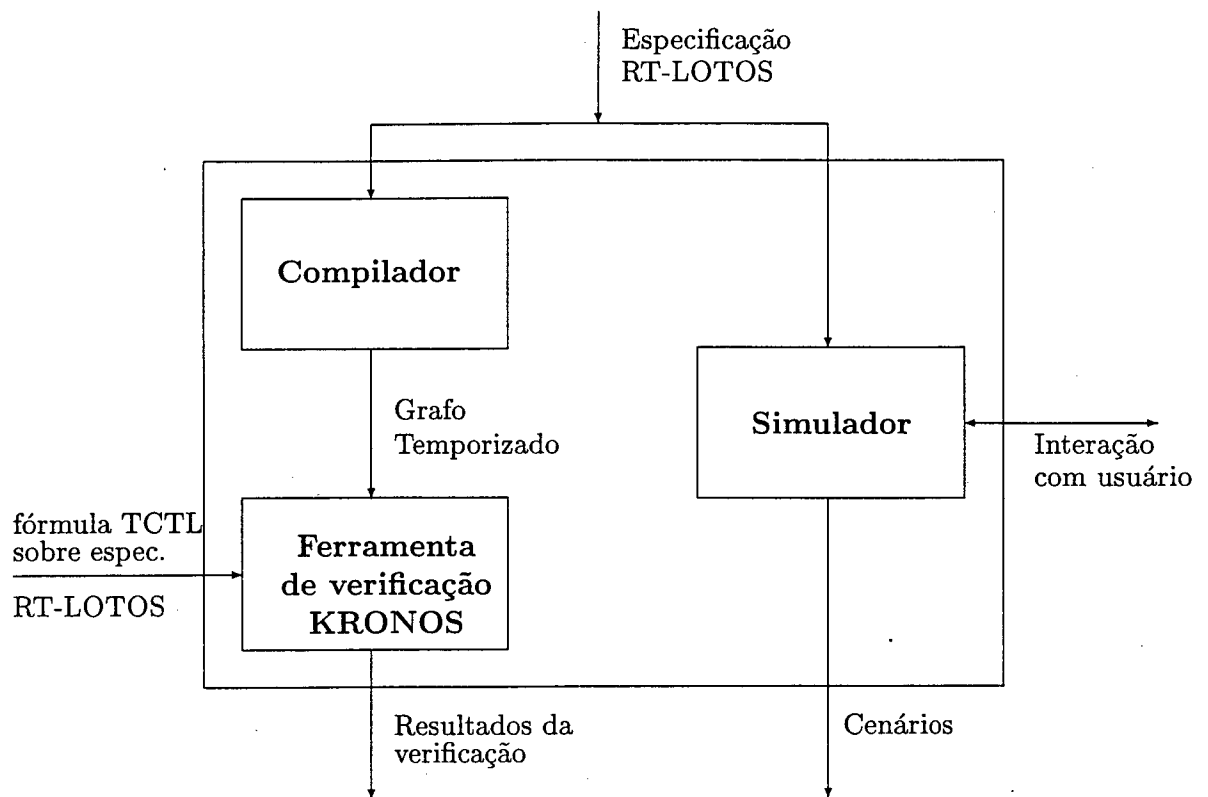 Especificação
RT-LOTOS
Compilador
Grafo
Temporizado
Simulador
Interação
com usuário
fórmula TCTL
sobre espec.
RT-LOTOS
Ferramenta
de verificação
KRONOS
Resultados da
verificação
Cenários